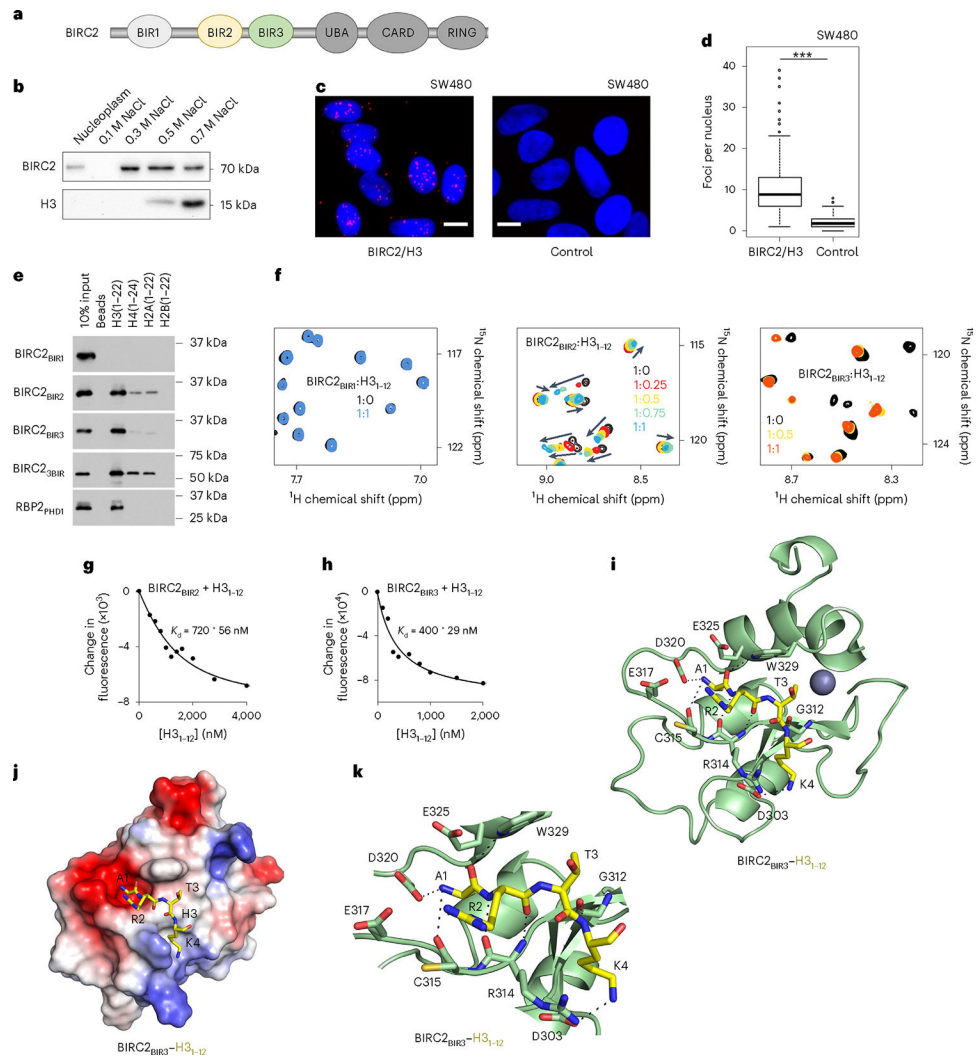 a
BIRC2
BIR1
BIR2
BIR3
UBA
CARD
RING
b
Nucleoplasm
0.1 M NaCl
0.3 M NaCl
0.5 M NaCl
0.7 M NaCl
BIRC2
70 kDa
H3
15 kDa
c
SW480
SW480
BIRC2/H3
Control
d
SW480
***
Foci per nucleus
40
30
20
10
0
BIRC2/H3
Control
e
10% input
Beads
H3(1–22)
H4(1–24)
H2A(1–22)
H2B(1–22)
BIRC2BIR1
37 kDa
BIRC2BIR2
37 kDa
BIRC2BIR3
37 kDa
BIRC23BIR
75 kDa
50 kDa
RBP2PHD1
37 kDa
25 kDa
f
BIRC2BIR:H31–12
1:0
1:1
117
122
15N chemical shift (ppm)
7.7
7.0
1H chemical shift (ppm)
BIRC2BIR2:H31–12
1:0
1:0.25
1:0.5
1:0.75
1:1
115
120
15N chemical shift (ppm)
9.0
8.5
1H chemical shift (ppm)
BIRC2BIR3:H31–12
1:0
1:0.5
1:1
120
124
15N chemical shift (ppm)
8.7
8.3
1H chemical shift (ppm)
g
BIRC2BIR2 + H31–12
Kd = 720 * 56 nM
Change in
fluorescence (×10³)
0
–4
–8
0
2,000
4,000
[H31–12] (nM)
h
BIRC2BIR3 + H31–12
Kd = 400 * 29 nM
Change in
fluorescence (×10⁴)
0
–4
–8
0
1,000
2,000
[H31–12] (nM)
i
E325
D320
A1
W329
E317
T3
R2
G312
C315
R314
K4
D303
BIRC2BIR3–H31–12
j
A1
T3
R2
H3
K4
BIRC2BIR3–H31–12
k
E325
W329
D320
T3
A1
G312
E317
R2
C315
K4
R314
D303
BIRC2BIR3–H31–12